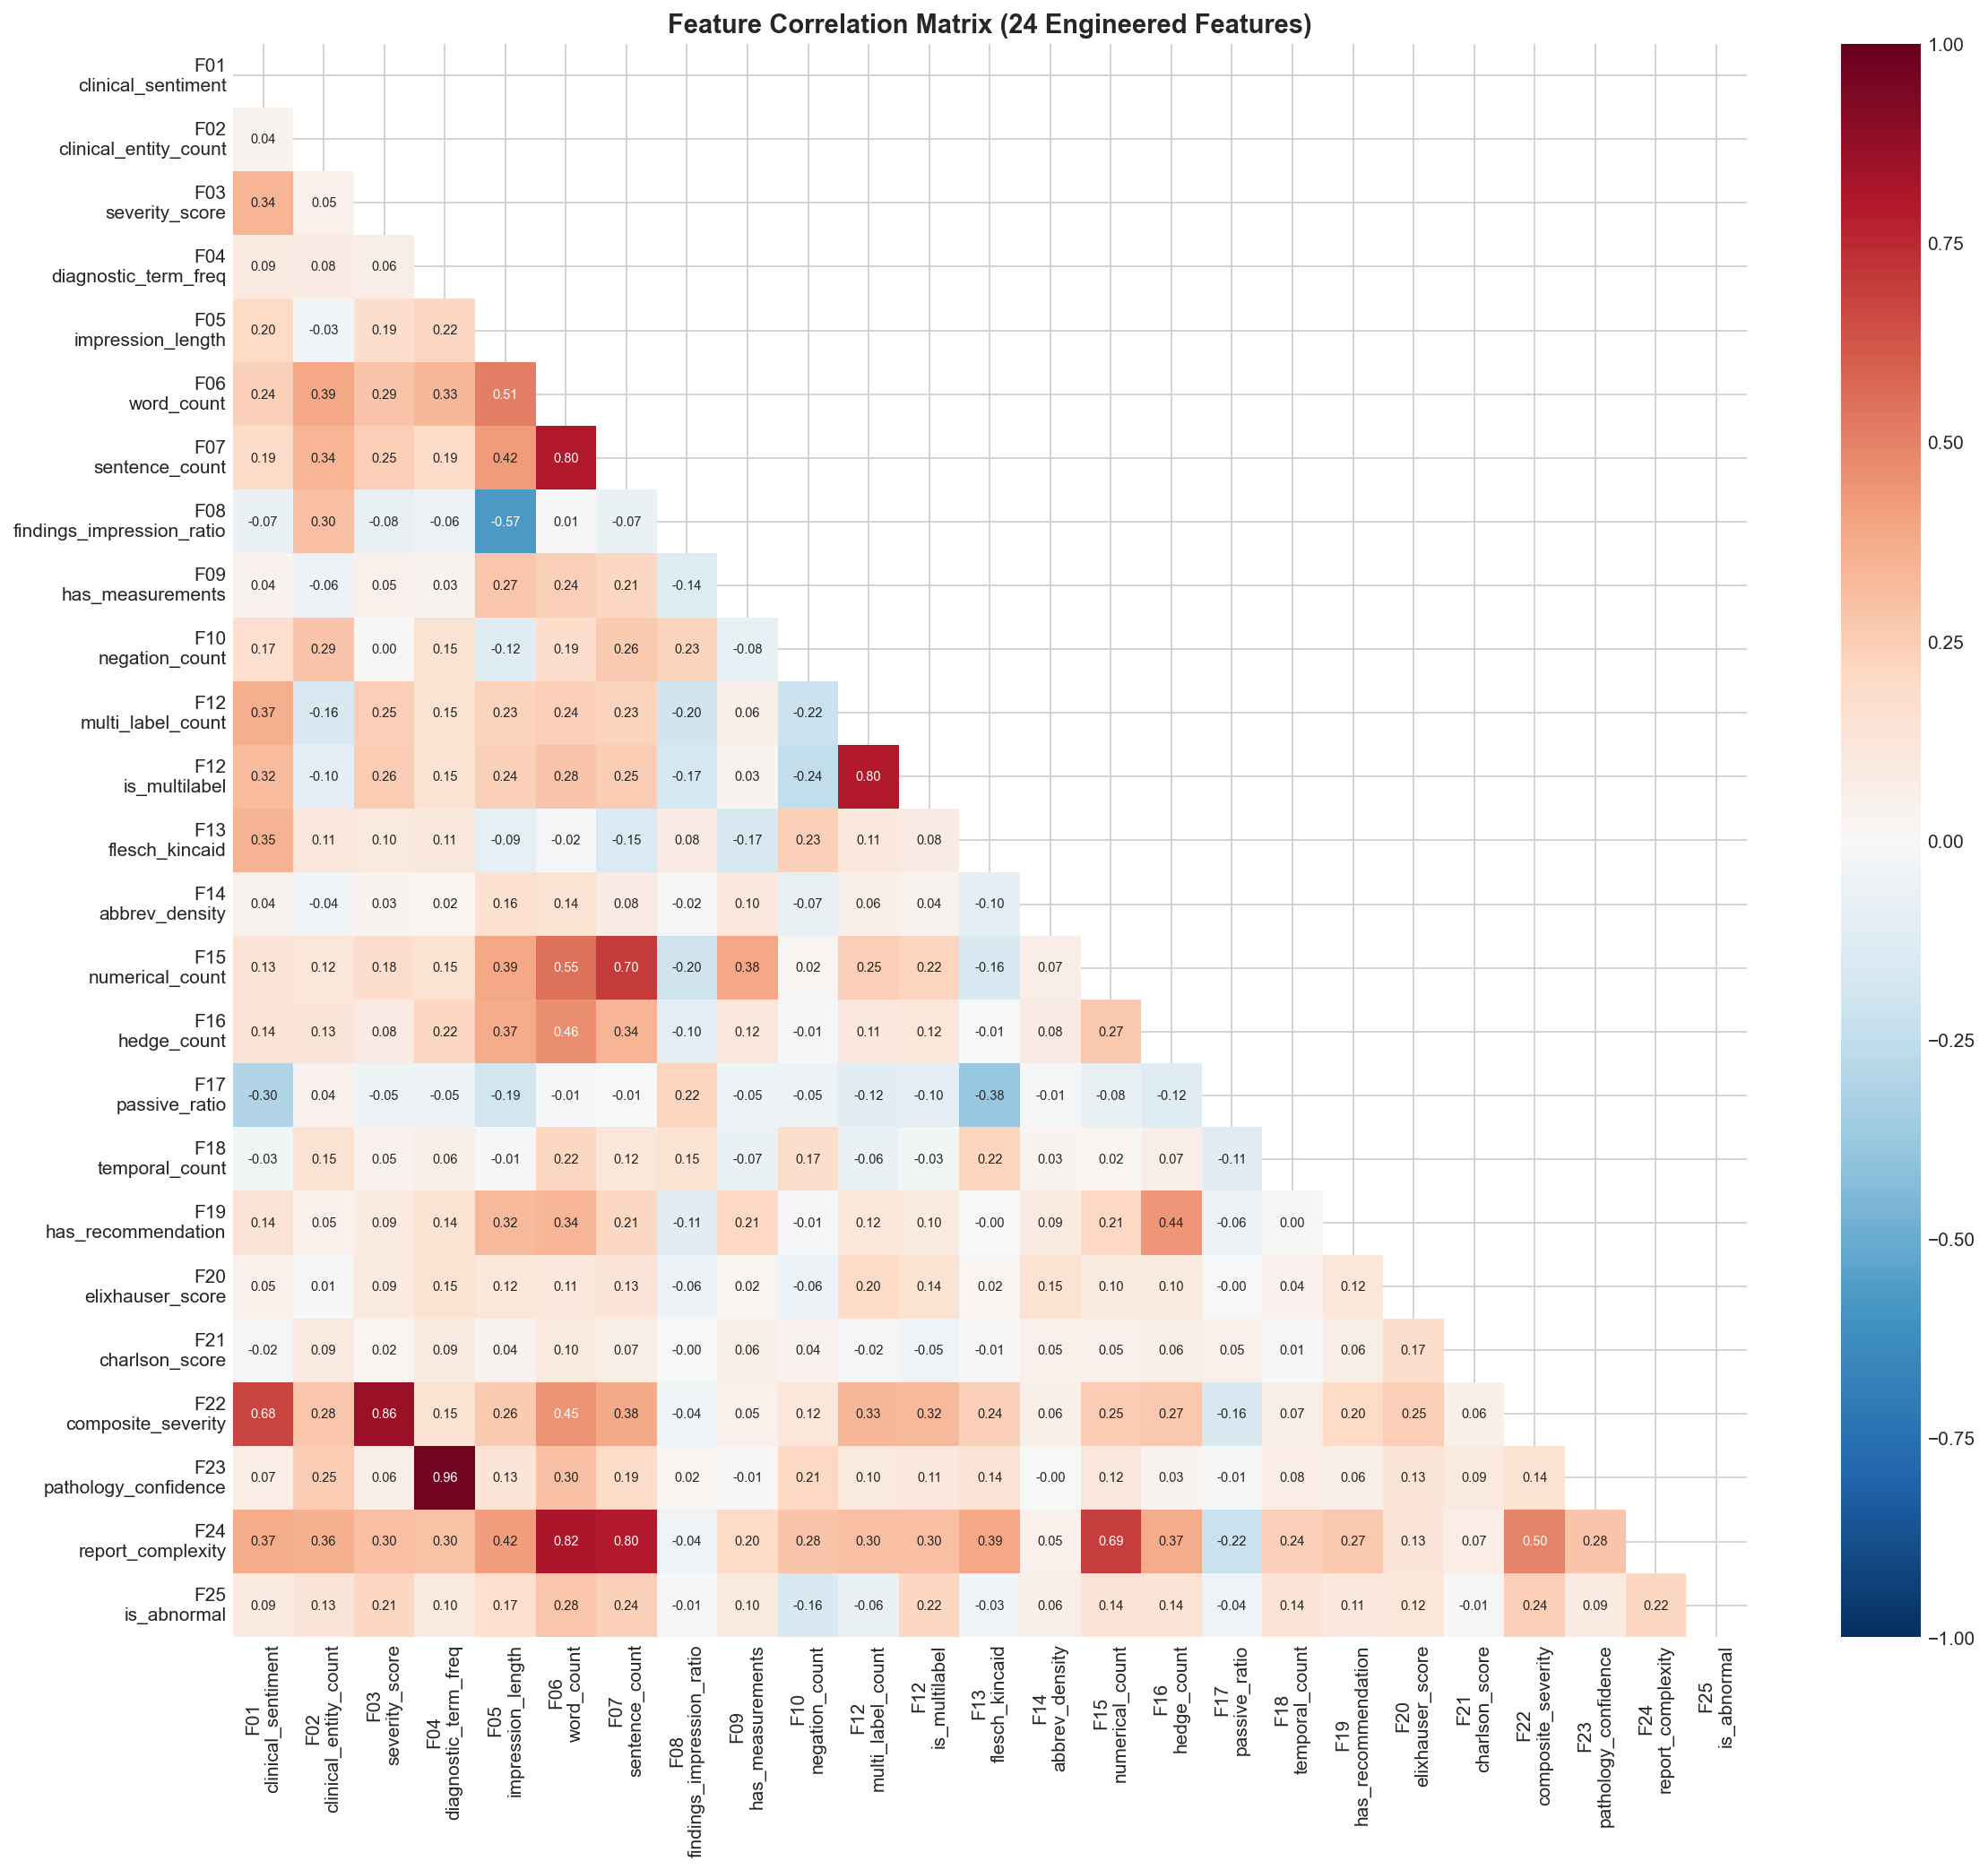 Feature Correlation Matrix (24 Engineered Features)
F01
clinical_sentiment
F02
clinical_entity_count
0.04
F03
severity_score
0.34 0.05
F04
diagnostic_term_freq
0.09 0.08 0.06
F05
impression_length
0.20 -0.03 0.19 0.22
F06
word_count
0.24 0.39 0.29 0.33 0.51
F07
sentence_count
0.19 0.34 0.25 0.19 0.42 0.80
F08
findings_impression_ratio
-0.07 0.30 -0.08 -0.06 -0.57 0.01 -0.07
F09
has_measurements
0.04 -0.06 0.05 0.03 0.27 0.24 0.21 -0.14
F10
negation_count
0.17 0.29 0.00 0.15 -0.12 0.19 0.26 0.23 -0.08
F12
multi_label_count
0.37 -0.16 0.25 0.15 0.23 0.24 0.23 -0.20 0.06 -0.22
F12
is_multilabel
0.32 -0.10 0.26 0.15 0.24 0.28 0.25 -0.17 0.03 -0.24 0.80
F13
flesch_kincaid
0.35 0.11 0.10 0.11 -0.09 -0.02 -0.15 0.08 -0.17 0.23 0.11 0.08
F14
abbrev_density
0.04 -0.04 0.03 0.02 0.16 0.14 0.08 -0.02 0.10 -0.07 0.06 0.04 -0.10
F15
numerical_count
0.13 0.12 0.18 0.15 0.39 0.55 0.70 -0.20 0.38 0.02 0.25 0.22 -0.16 0.07
F16
hedge_count
0.14 0.13 0.08 0.22 0.37 0.46 0.34 -0.10 0.12 -0.01 0.11 0.12 -0.01 0.08 0.27
F17
passive_ratio
-0.30 0.04 -0.05 -0.05 -0.19 -0.01 -0.01 0.22 -0.05 -0.05 -0.12 -0.10 -0.38 -0.01 -0.08 -0.12
F18
temporal_count
-0.03 0.15 0.05 0.06 -0.01 0.22 0.12 0.15 -0.07 0.17 -0.06 -0.03 0.22 0.03 0.02 0.07 -0.11
F19
has_recommendation
0.14 0.05 0.09 0.14 0.32 0.34 0.21 -0.11 0.21 -0.01 0.12 0.10 -0.00 0.09 0.21 0.44 -0.06 0.00
F20
elixhauser_score
0.05 0.01 0.09 0.15 0.12 0.11 0.13 -0.06 0.02 -0.06 0.20 0.14 0.02 0.15 0.10 0.10 -0.00 0.04 0.12
F21
charlson_score
-0.02 0.09 0.02 0.09 0.04 0.10 0.07 -0.00 0.06 0.04 -0.02 -0.05 -0.01 0.05 0.05 0.06 0.05 0.01 0.06 0.17
F22
composite_severity
0.68 0.28 0.86 0.15 0.26 0.45 0.38 -0.04 0.05 0.12 0.33 0.32 0.24 0.06 0.25 0.27 -0.16 0.07 0.20 0.25 0.06
F23
pathology_confidence
0.07 0.25 0.06 0.96 0.13 0.30 0.19 0.02 -0.01 0.21 0.10 0.11 0.14 -0.00 0.12 0.03 -0.01 0.08 0.06 0.13 0.09 0.14
F24
report_complexity
0.37 0.36 0.30 0.30 0.42 0.82 0.80 -0.04 0.20 0.28 0.30 0.30 0.39 0.05 0.69 0.37 -0.22 0.24 0.27 0.13 0.07 0.50 0.28
F25
is_abnormal
0.09 0.13 0.21 0.10 0.17 0.28 0.24 -0.01 0.10 -0.16 -0.06 0.22 -0.03 0.06 0.14 0.14 -0.04 0.14 0.11 0.12 -0.01 0.24 0.09 0.22
F01
clinical_sentiment
F02
clinical_entity_count
F03
severity_score
F04
diagnostic_term_freq
F05
impression_length
F06
word_count
F07
sentence_count
F08
findings_impression_ratio
F09
has_measurements
F10
negation_count
F12
multi_label_count
F12
is_multilabel
F13
flesch_kincaid
F14
abbrev_density
F15
numerical_count
F16
hedge_count
F17
passive_ratio
F18
temporal_count
F19
has_recommendation
F20
elixhauser_score
F21
charlson_score
F22
composite_severity
F23
pathology_confidence
F24
report_complexity
F25
is_abnormal
1.00
0.75
0.50
0.25
0.00
−0.25
−0.50
−0.75
−1.00